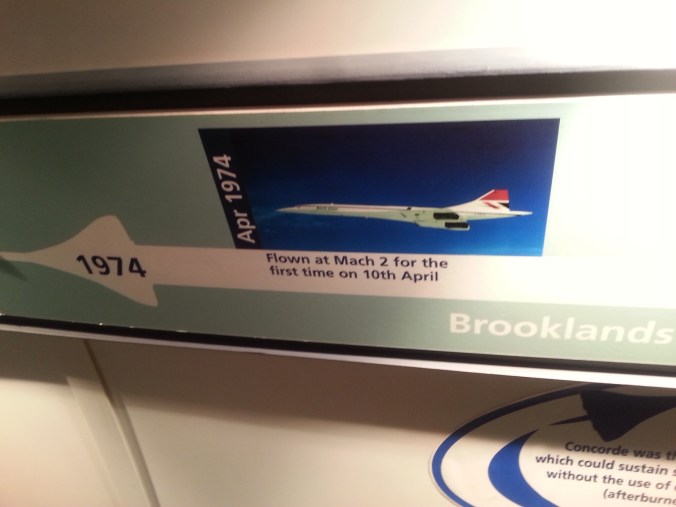 Apr 1974
1974
Flown at Mach 2 for the
first time on 10th April
Brooklands
Concorde was
which could sustain
without the use of
(afterburne